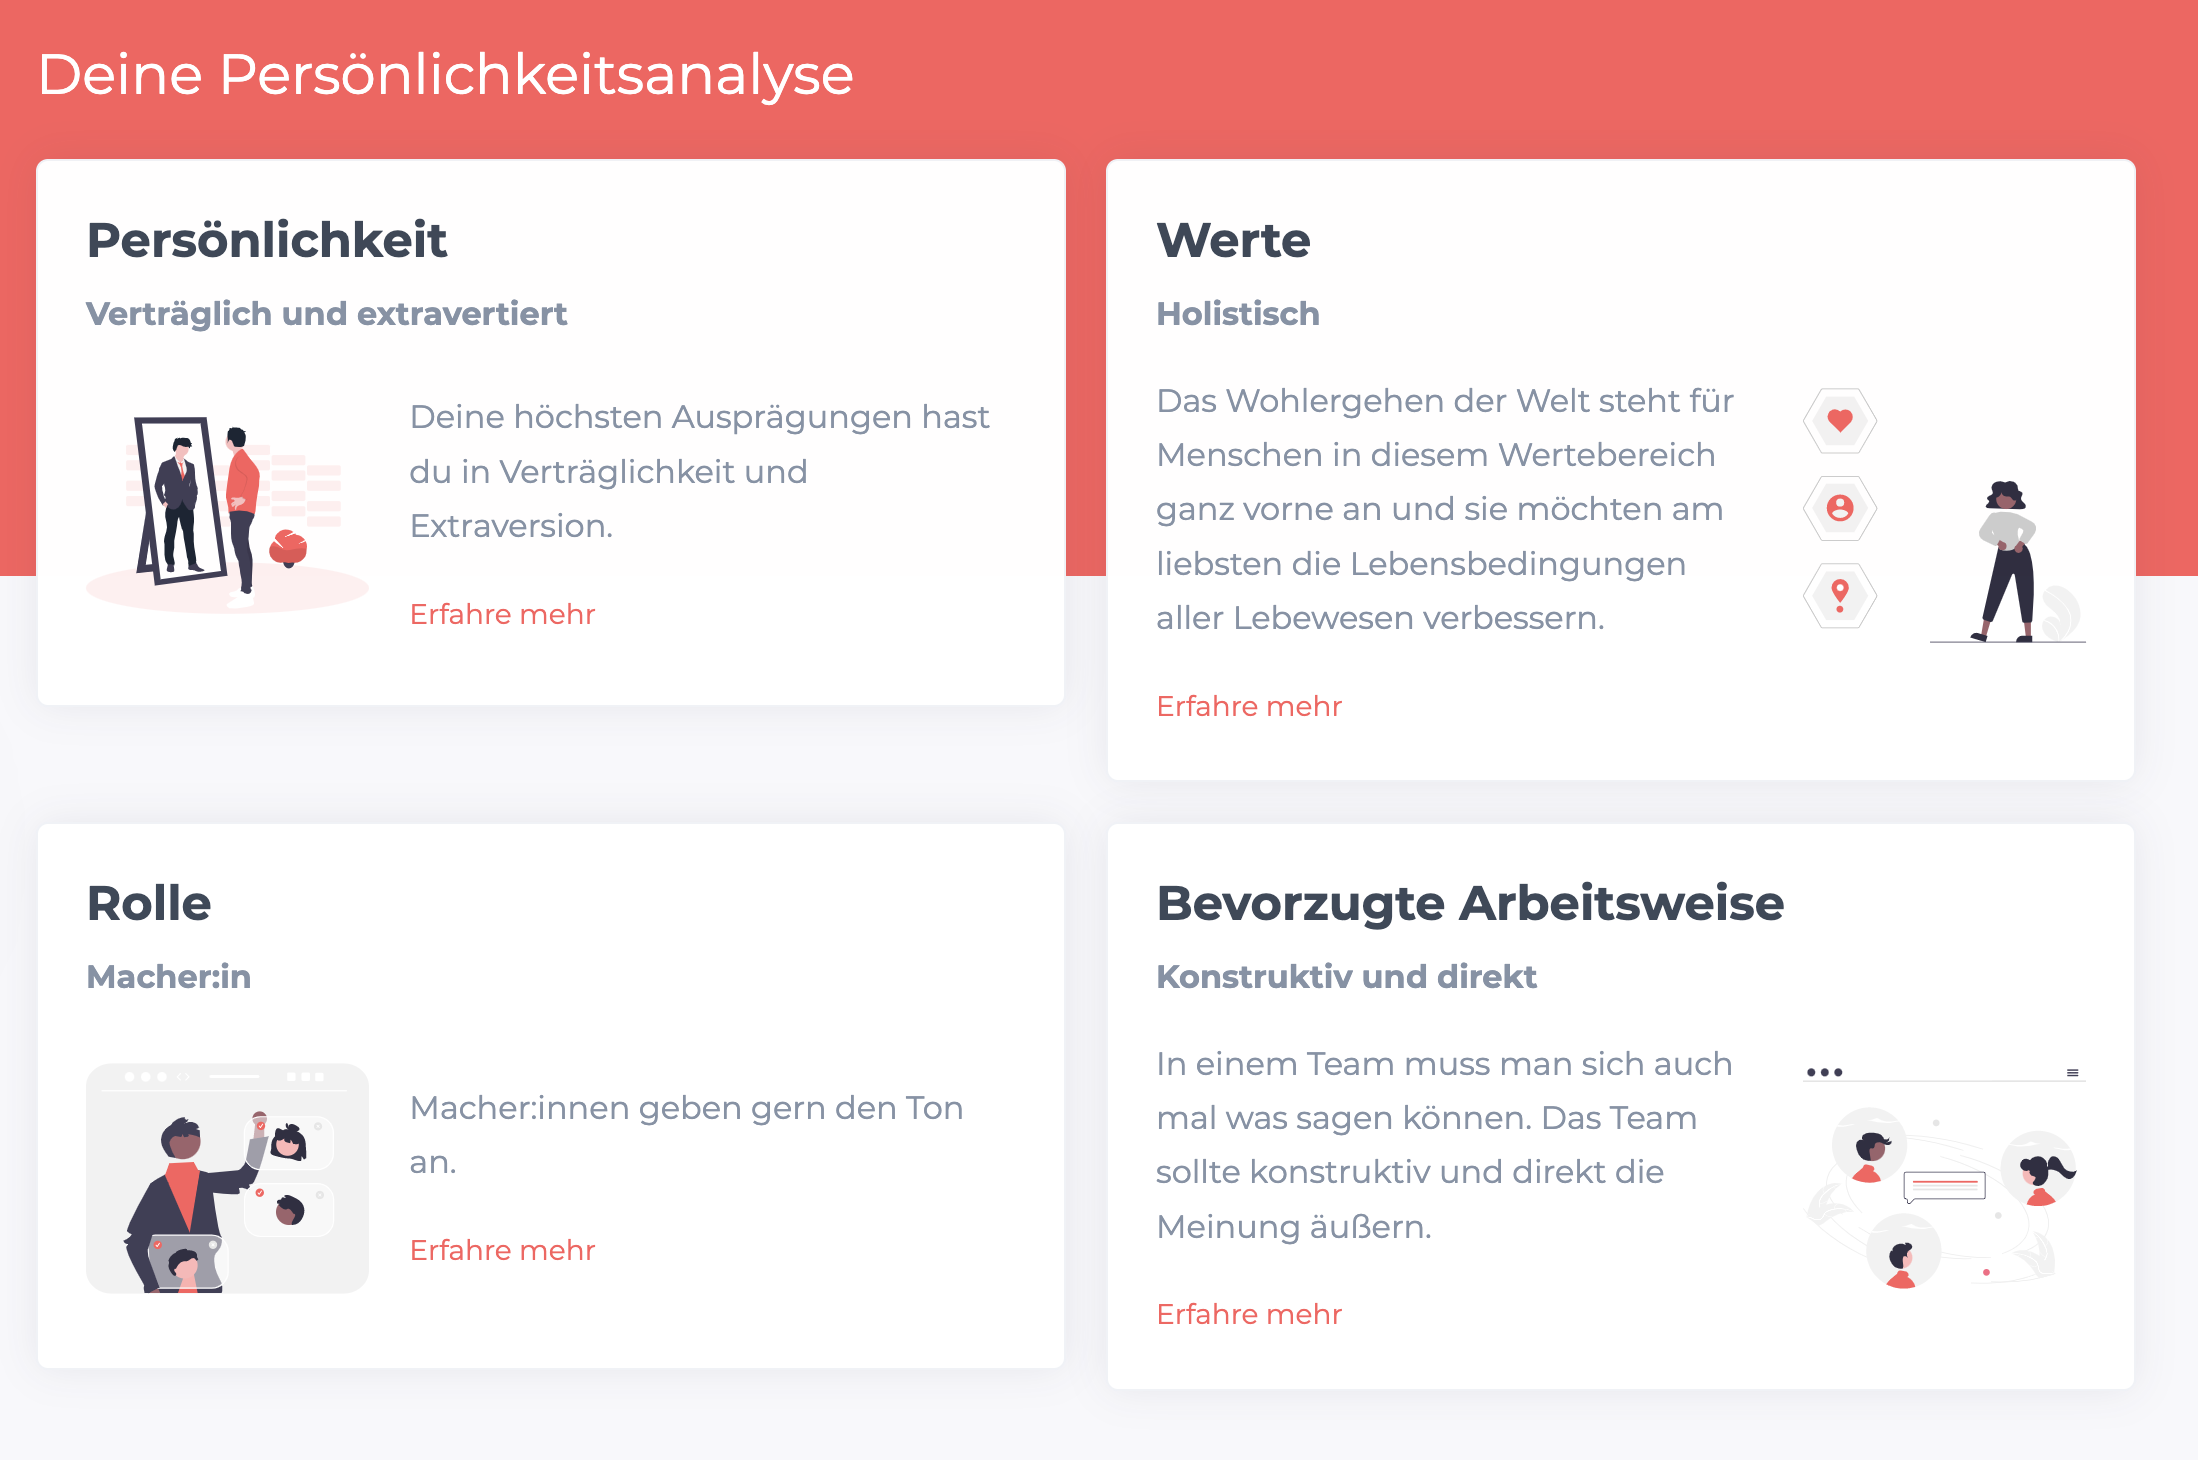 Deine Persönlichkeitsanalyse
Persönlichkeit
Verträglich und extravertiert
Deine höchsten Ausprägungen hast
du in Verträglichkeit und
Extraversion.
Erfahre mehr
Werte
Holistisch
Das Wohlergehen der Welt steht für
Menschen in diesem Wertebereich
ganz vorne an und sie möchten am
liebsten die Lebensbedingungen
aller Lebewesen verbessern.
Erfahre mehr
Rolle
Macher:in
Macher:innen geben gern den Ton
an.
Erfahre mehr
Bevorzugte Arbeitsweise
Konstruktiv und direkt
In einem Team muss man sich auch
mal was sagen können. Das Team
sollte konstruktiv und direkt die
Meinung äußern.
Erfahre mehr